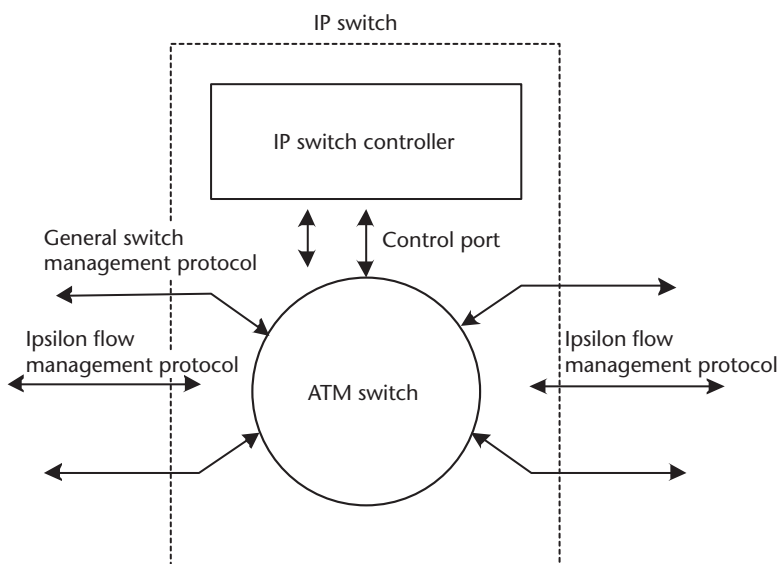 IP switch
IP switch controller
General switch
management protocol
Control port
Ipsilon flow
management protocol
ATM switch
Ipsilon flow
management protocol